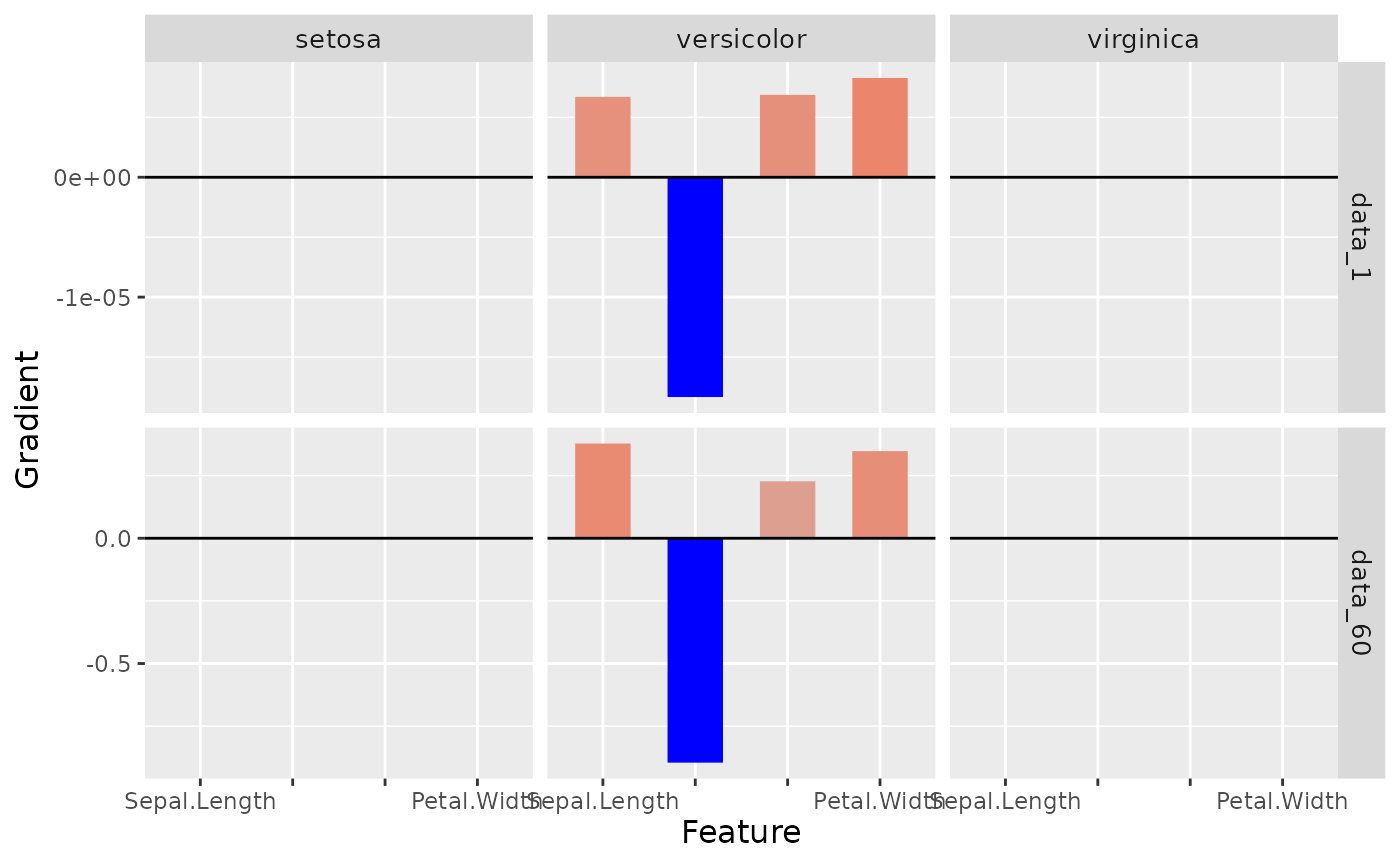 setosa
versicolor
virginica
0e+00
-1e-05
data_1
Gradient
0.0
-0.5
data_60
Sepal.Length
Petal.Width
Sepal.Length
Petal.Width
Sepal.Length
Petal.Width
Feature